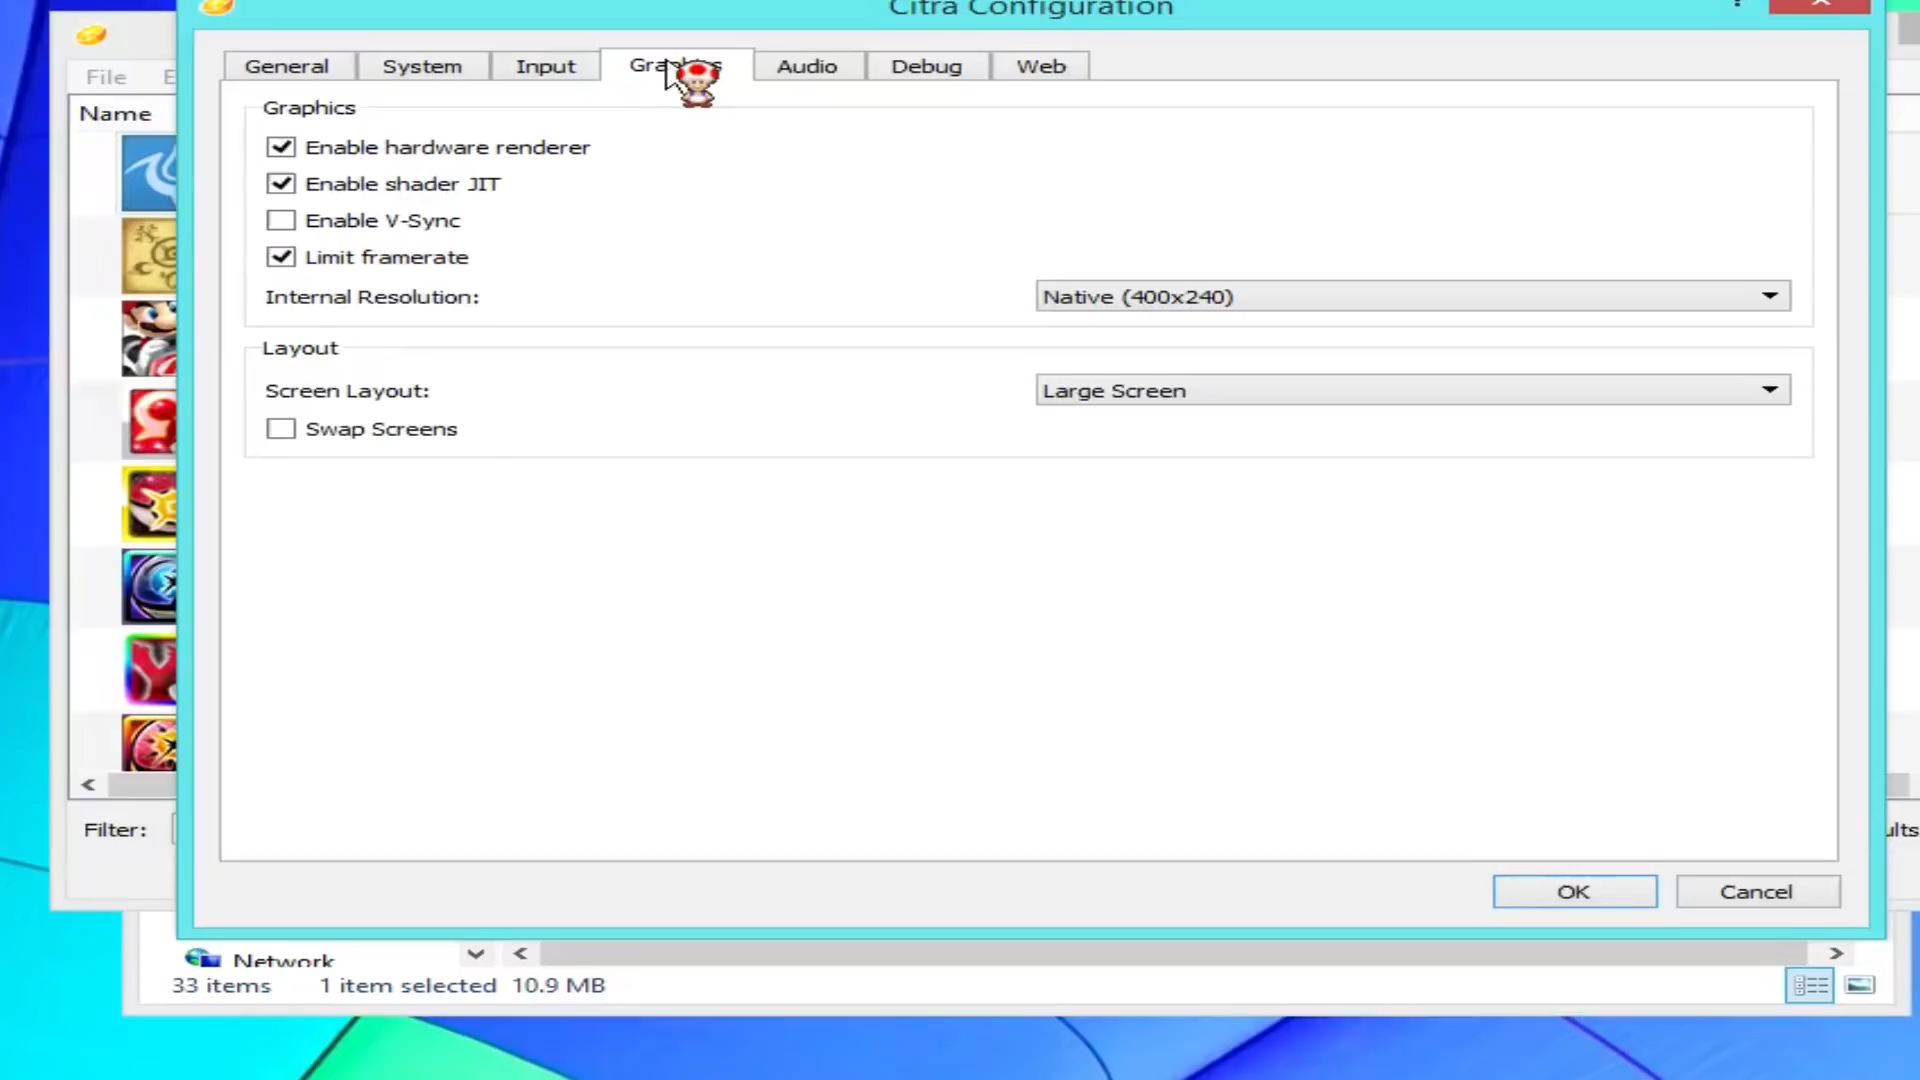 Citra Configuration
File
Name
General System Input Graphics Audio Debug Web
Graphics
Enable hardware renderer
Enable shader JIT
Enable V-Sync
Limit framerate
Internal Resolution: Native (400x240)
Layout
Screen Layout: Large Screen
Swap Screens
Filter:
OK Cancel
Network
33 items 1 item selected 10.9 MB